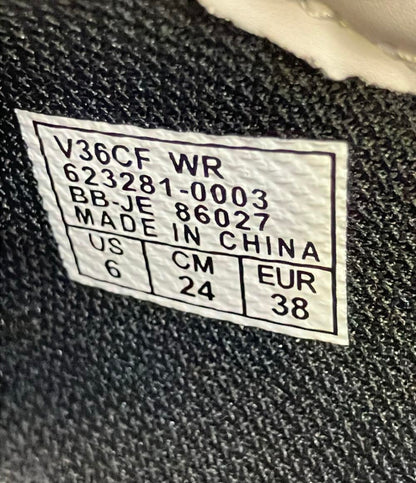 V36CF WR
623281-0003
BB-JE 86027
MADE IN CHINA
US CM EUR
6 24 38